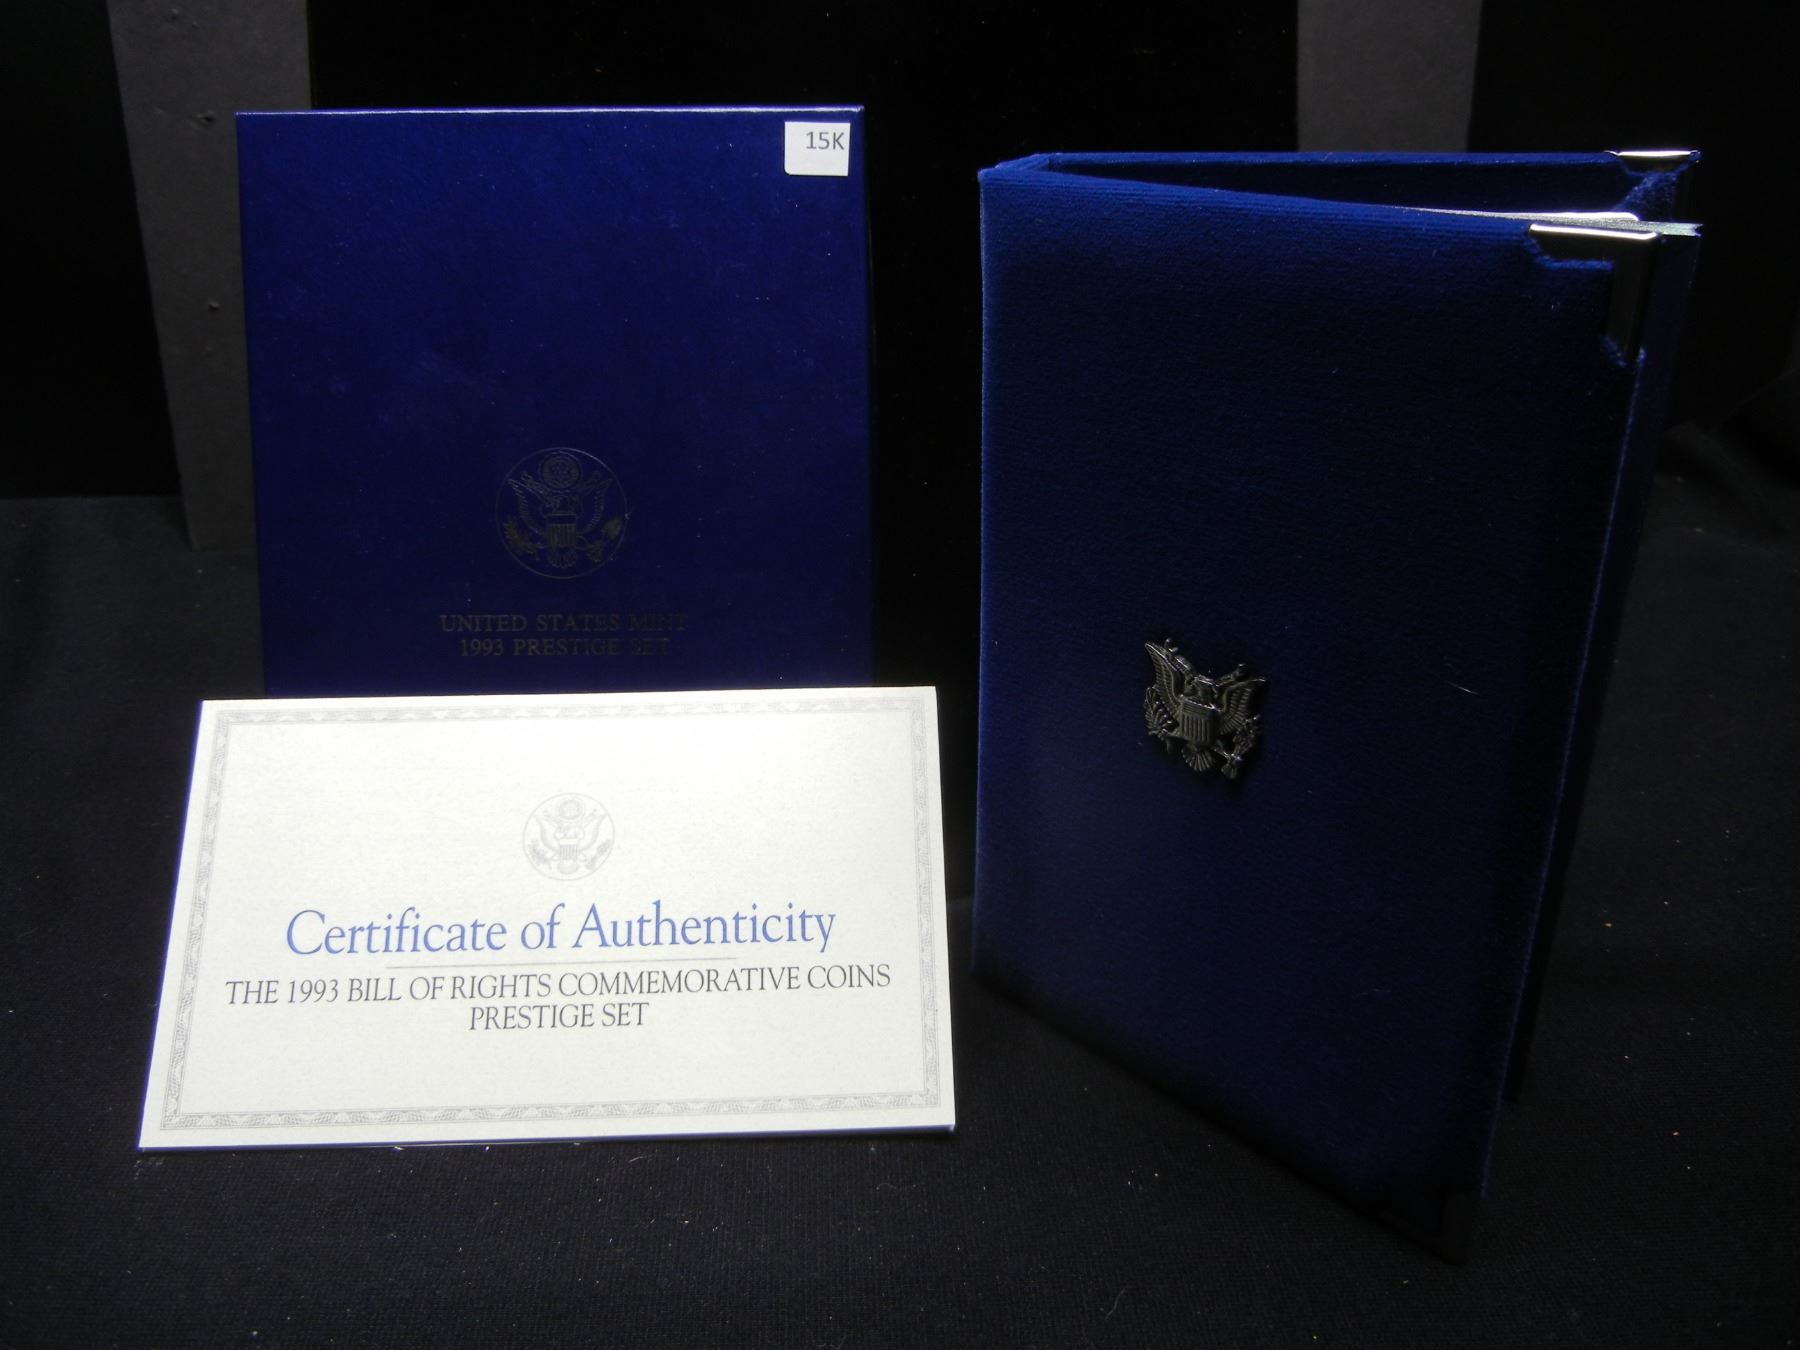 15K
UNITED STATES MINT
1993 PRESTIGE SET
Certificate of Authenticity
THE 1993 BILL OF RIGHTS COMMEMORATIVE COINS
PRESTIGE SET